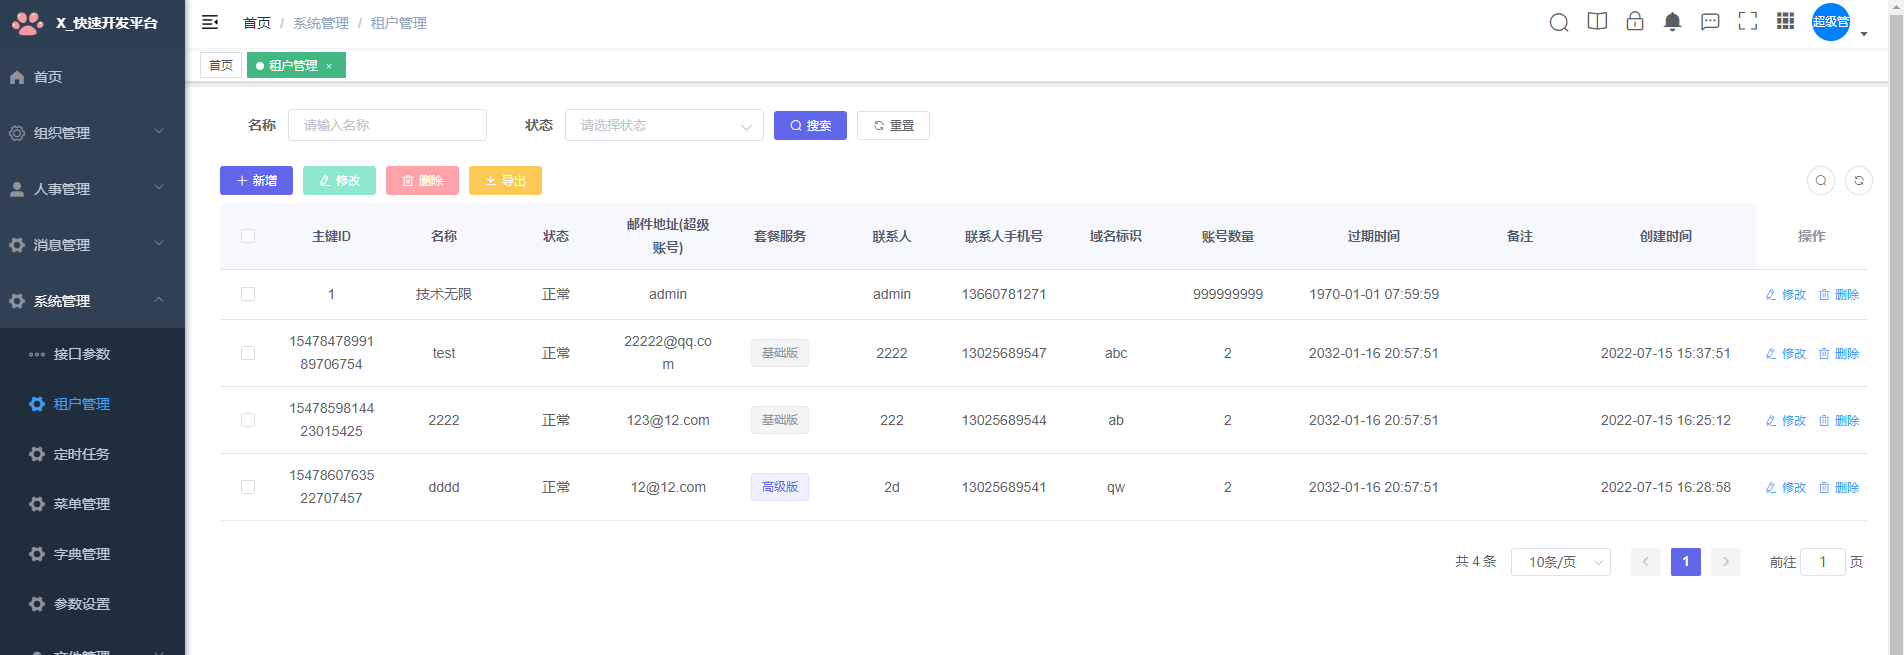 X_快速开发平台
首页 / 系统管理 / 租户管理
超级管
首页
租户管理 ×
首页
组织管理
人事管理
消息管理
系统管理
接口参数
租户管理
定时任务
菜单管理
字典管理
参数设置
文件管理
名称 请输入名称 状态 请选择状态 搜索 重置
新增 修改 删除 导出
主键ID 名称 状态 邮件地址(超级账号) 套餐服务 联系人 联系人手机号 域名标识 账号数量 过期时间 备注 创建时间 操作
1 技术无限 正常 admin admin 13660781271 999999999 1970-01-01 07:59:59 修改 删除
1547847899189706754 test 正常 22222@qq.com 基础版 2222 13025689547 abc 2 2032-01-16 20:57:51 2022-07-15 15:37:51 修改 删除
1547859814423015425 2222 正常 123@12.com 基础版 222 13025689544 ab 2 2032-01-16 20:57:51 2022-07-15 16:25:12 修改 删除
1547860763522707457 dddd 正常 12@12.com 高级版 2d 13025689541 qw 2 2032-01-16 20:57:51 2022-07-15 16:28:58 修改 删除
共 4 条 10条/页 1 前往 1 页